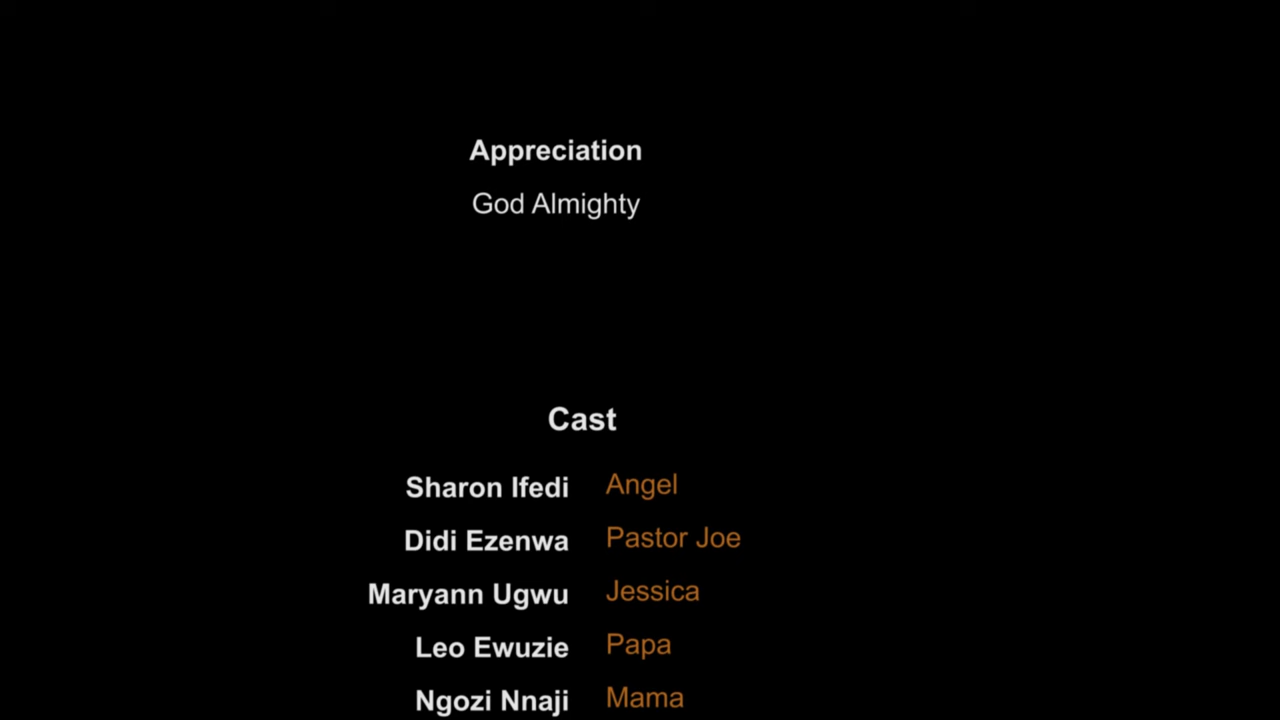 Appreciation
God Almighty
Cast
Sharon Ifedi Angel
Didi Ezenwa Pastor Joe
Maryann Ugwu Jessica
Leo Ewuzie Papa
Ngozi Nnaji Mama